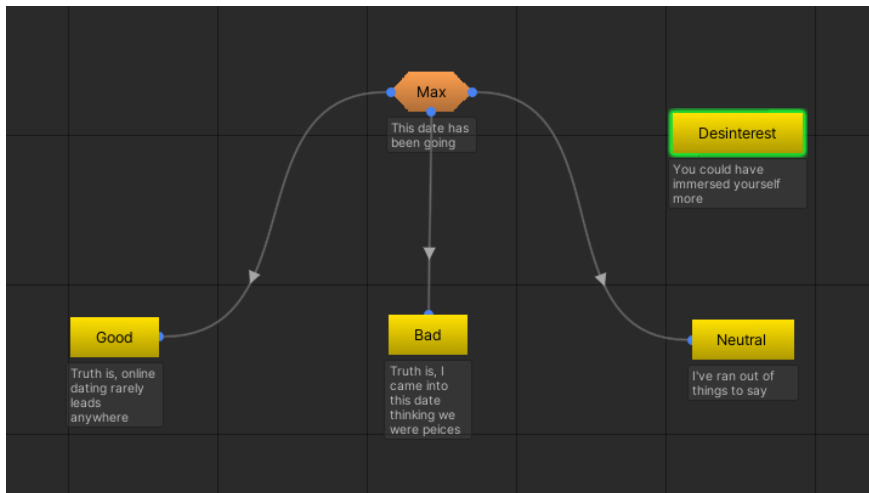 Max
This date has
been going
Desinterest
You could have
immersed yourself
more
Good
Truth is, online
dating rarely
leads
anywhere
Bad
Truth is, I
came into
this date
thinking we
were peices
Neutral
I've ran out of
things to say